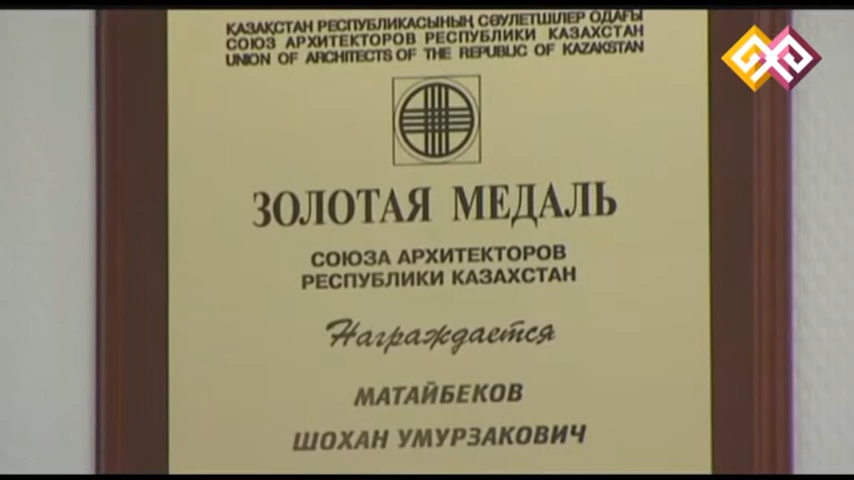 ҚАЗАҚСТАН РЕСПУБЛИКАСЫНЫҢ СӘУЛЕТШІЛЕР ОДАҒЫ
СОЮЗ АРХИТЕКТОРОВ РЕСПУБЛИКИ КАЗАХСТАН
UNION OF ARCHITECTS OF THE REPUBLIC OF KAZAKSTAN
ЗОЛОТАЯ МЕДАЛЬ
СОЮЗА АРХИТЕКТОРОВ
РЕСПУБЛИКИ КАЗАХСТАН
Награждается
МАТАЙБЕКОВ
ШОХАН УМУРЗАКОВИЧ